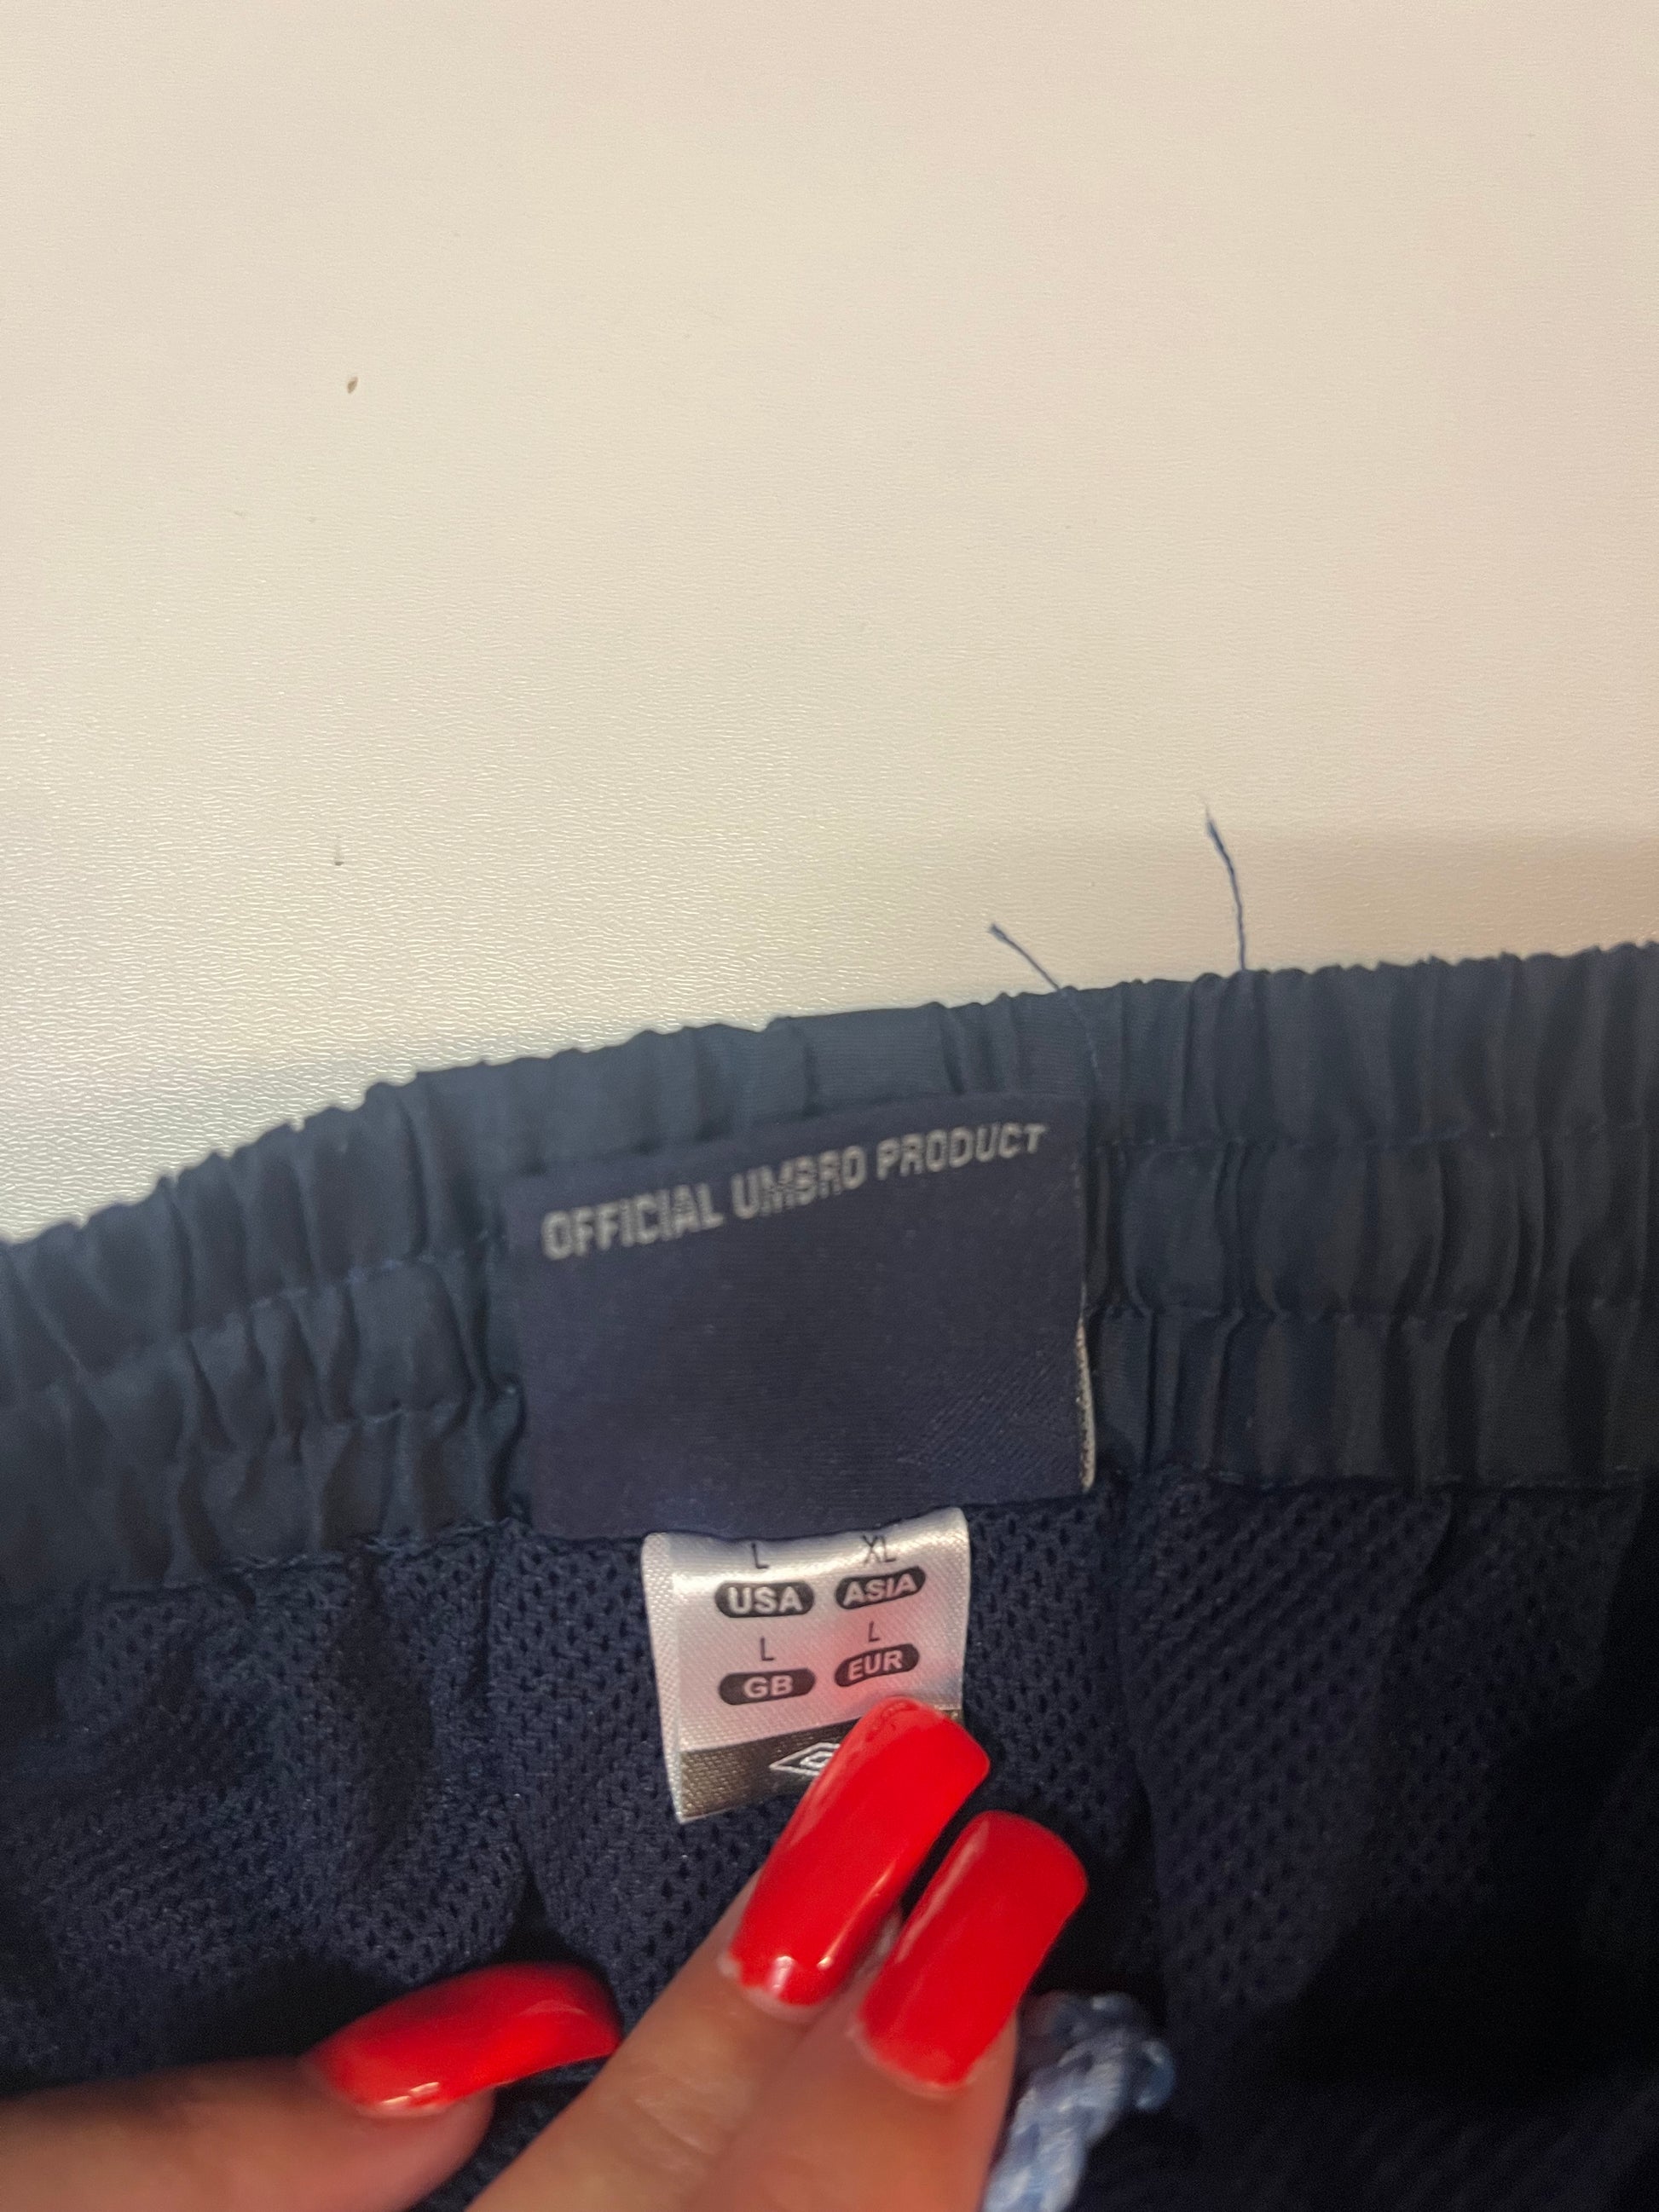 OFFICIAL UMBRO PRODUCT
L XL
USA ASIA
L L
GB EUR